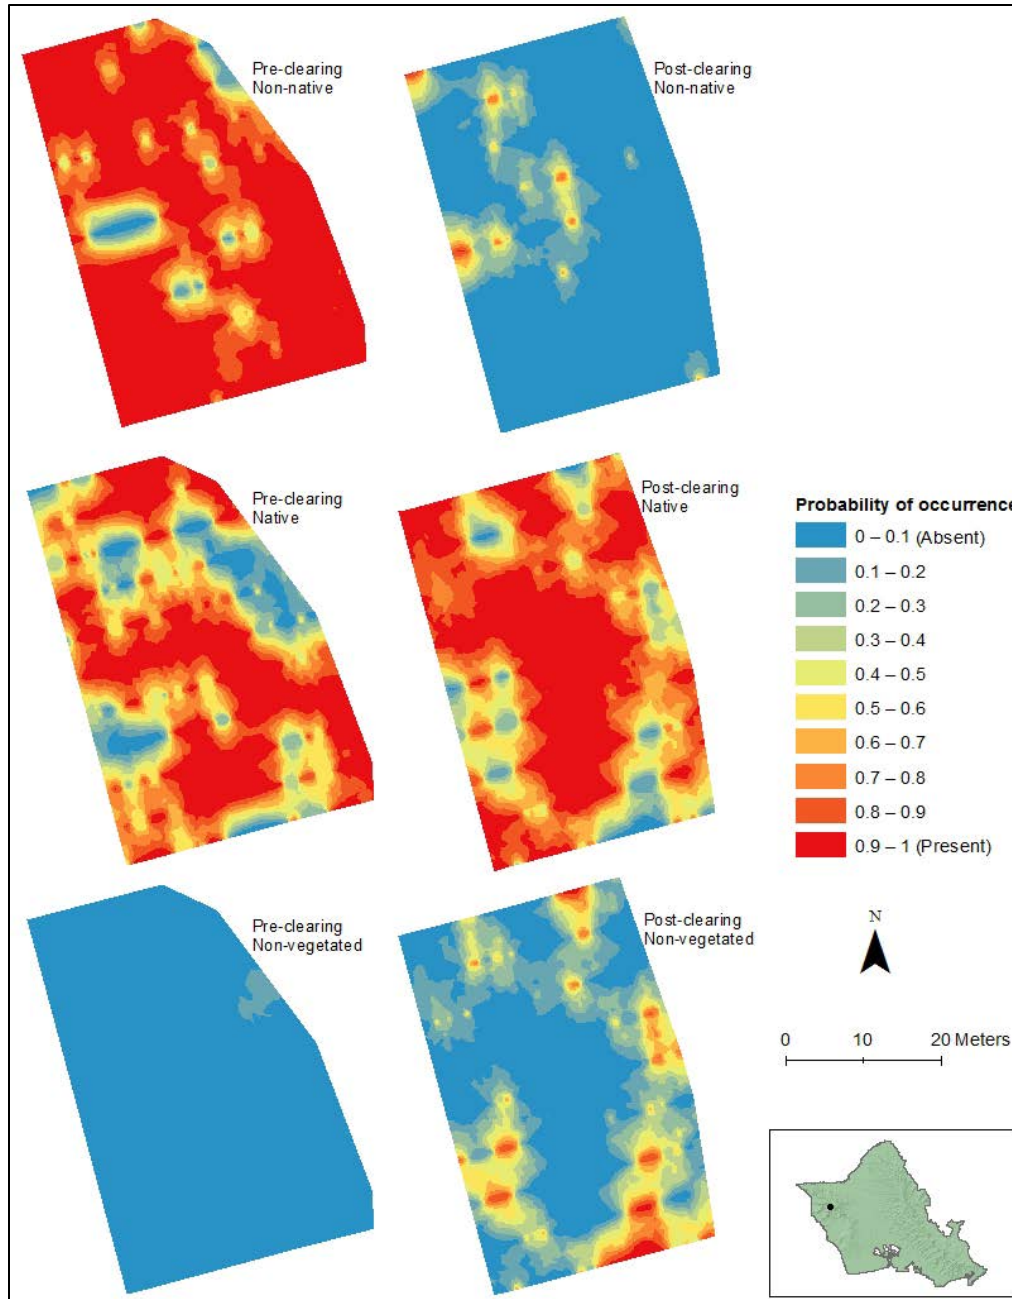 Pre-clearing
Non-native
Post-clearing
Non-native
Pre-clearing
Native
Post-clearing
Native
Probability of occurrence
0 – 0.1 (Absent)
0.1 – 0.2
0.2 – 0.3
0.3 – 0.4
0.4 – 0.5
0.5 – 0.6
0.6 – 0.7
0.7 – 0.8
0.8 – 0.9
0.9 – 1 (Present)
Pre-clearing
Non-vegetated
Post-clearing
Non-vegetated
N
0 10 20 Meters